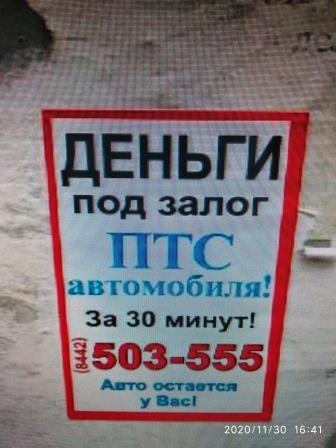 ДЕНЬГИ
под залог
ПТС
автомобиля!
За 30 минут!
(8442) 503-555
Авто остается
у Вас!
2020/11/30 16:41